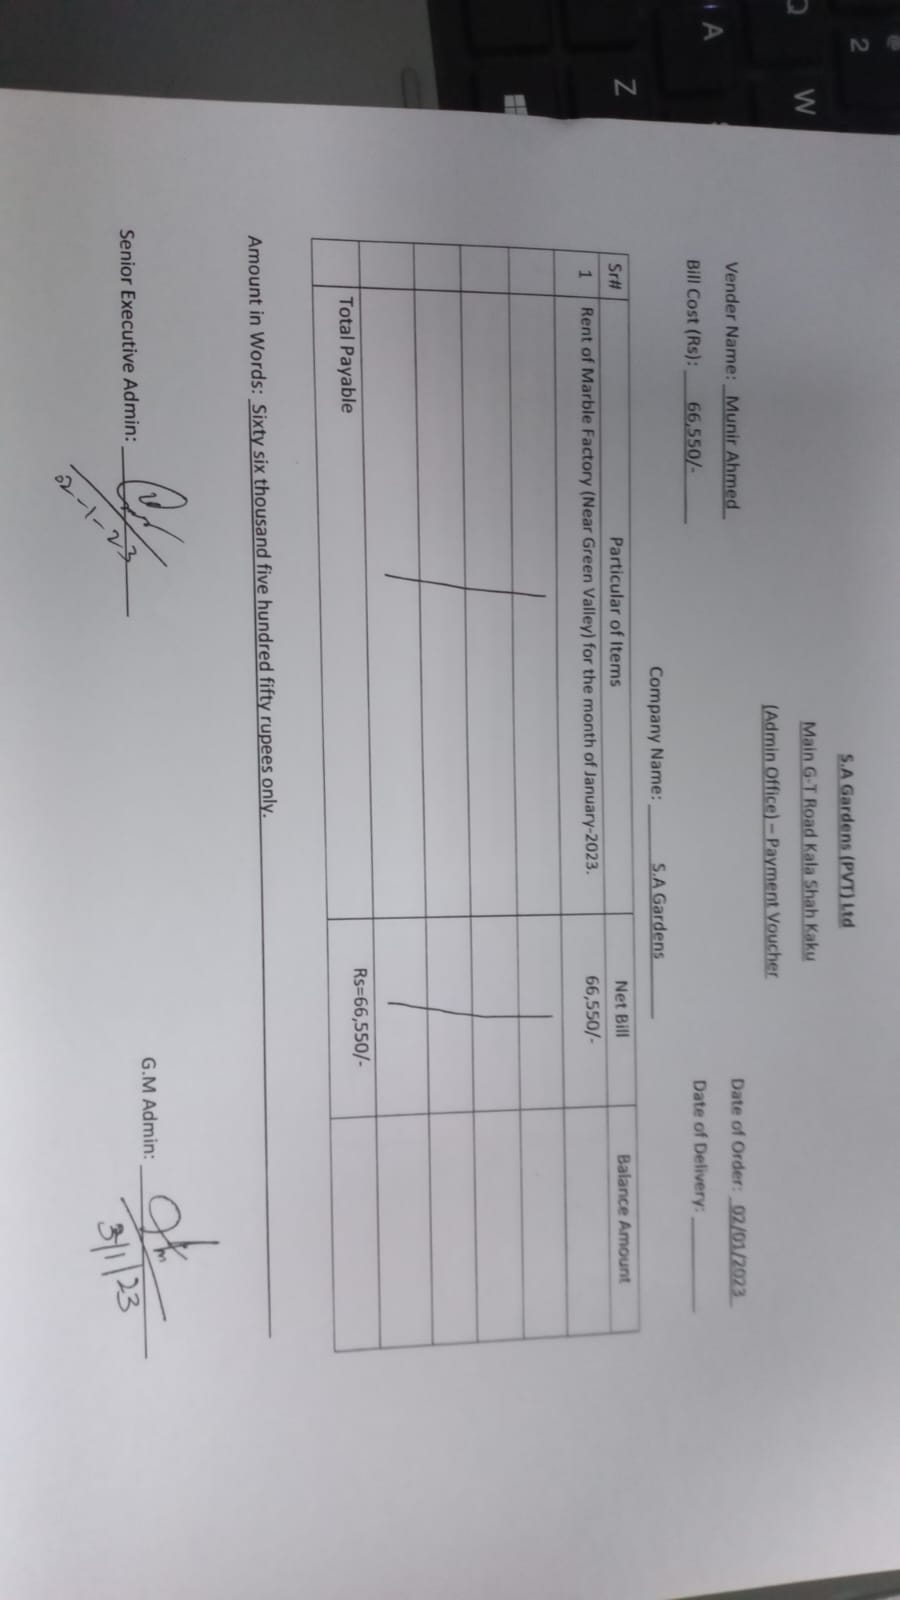 S.A Gardens (PVT) Ltd
Main G-T Road Kala Shah Kaku
(Admin Office) – Payment Voucher
Vender Name: Munir Ahmed Date of Order: 02/01/2023
Bill Cost (Rs): 66,550/- Date of Delivery:
Company Name: S.A Gardens
Sr# Particular of Items Net Bill Balance Amount
1 Rent of Marble Factory (Near Green Valley) for the month of January-2023. 66,550/-
Total Payable Rs=66,550/-
Amount in Words: Sixty six thousand five hundred fifty rupees only.
Senior Executive Admin: G.M Admin:
2-1-23 3/1/23
2
Q W
A
Z